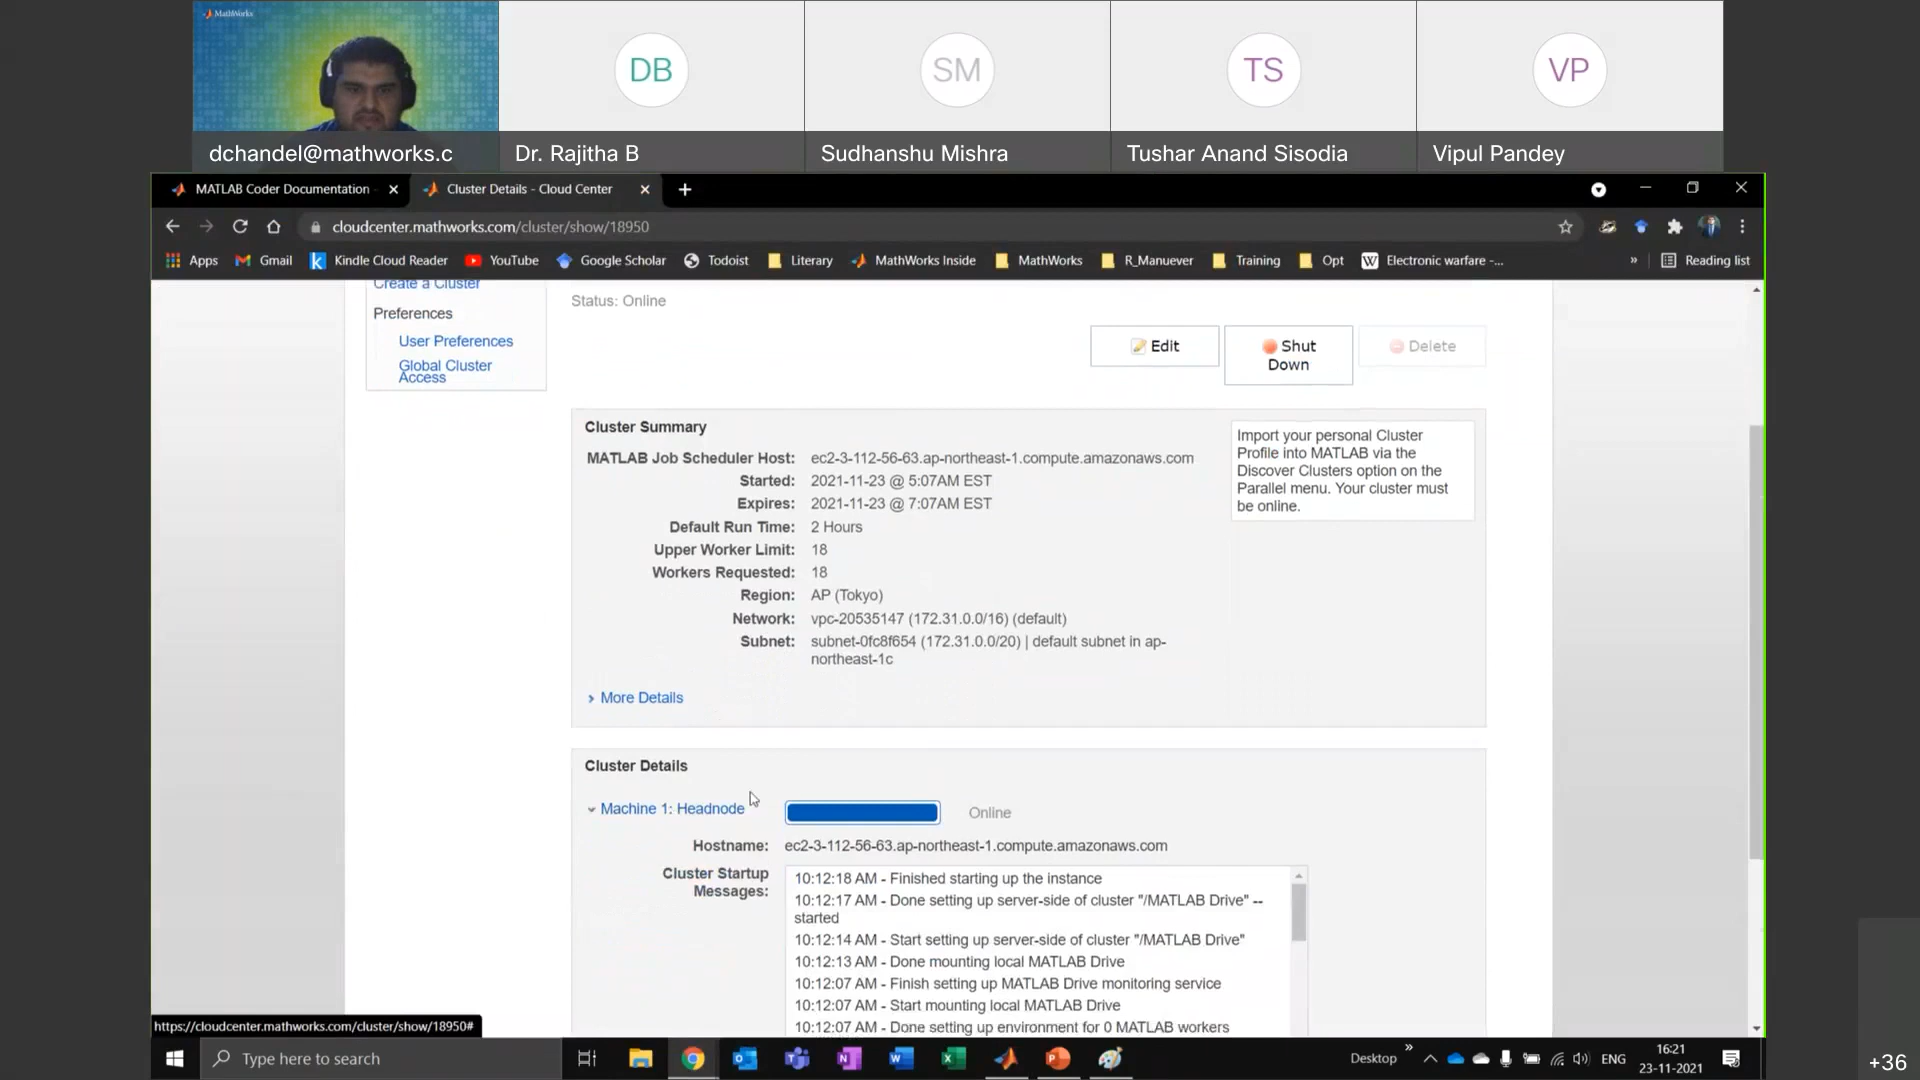 MathWorks
DB
SM
TS
VP
dchandel@mathworks.c
Dr. Rajitha B
Sudhanshu Mishra
Tushar Anand Sisodia
Vipul Pandey
MATLAB Coder Documentation
Cluster Details - Cloud Center
cloudcenter.mathworks.com/cluster/show/18950
Apps
Gmail
Kindle Cloud Reader
YouTube
Google Scholar
Todoist
Literary
MathWorks Inside
MathWorks
R_Manuever
Training
Opt
W Electronic warfare -...
»
Reading list
Create a Cluster
Preferences
User Preferences
Global Cluster
Access
Status: Online
Edit
Shut
Down
Delete
Cluster Summary
MATLAB Job Scheduler Host: ec2-3-112-56-63.ap-northeast-1.compute.amazonaws.com
Started: 2021-11-23 @ 5:07AM EST
Expires: 2021-11-23 @ 7:07AM EST
Default Run Time: 2 Hours
Upper Worker Limit: 18
Workers Requested: 18
Region: AP (Tokyo)
Network: vpc-20535147 (172.31.0.0/16) (default)
Subnet: subnet-0fc8f654 (172.31.0.0/20) | default subnet in ap-
northeast-1c
Import your personal Cluster
Profile into MATLAB via the
Discover Clusters option on the
Parallel menu. Your cluster must
be online.
More Details
Cluster Details
Machine 1: Headnode
Online
Hostname: ec2-3-112-56-63.ap-northeast-1.compute.amazonaws.com
Cluster Startup
Messages:
10:12:18 AM - Finished starting up the instance
10:12:17 AM - Done setting up server-side of cluster "/MATLAB Drive" --
started
10:12:14 AM - Start setting up server-side of cluster "/MATLAB Drive"
10:12:13 AM - Done mounting local MATLAB Drive
10:12:07 AM - Finish setting up MATLAB Drive monitoring service
10:12:07 AM - Start mounting local MATLAB Drive
10:12:07 AM - Done setting up environment for 0 MATLAB workers
https://cloudcenter.mathworks.com/cluster/show/18950#
Type here to search
Desktop
»
ENG
16:21
23-11-2021
+36